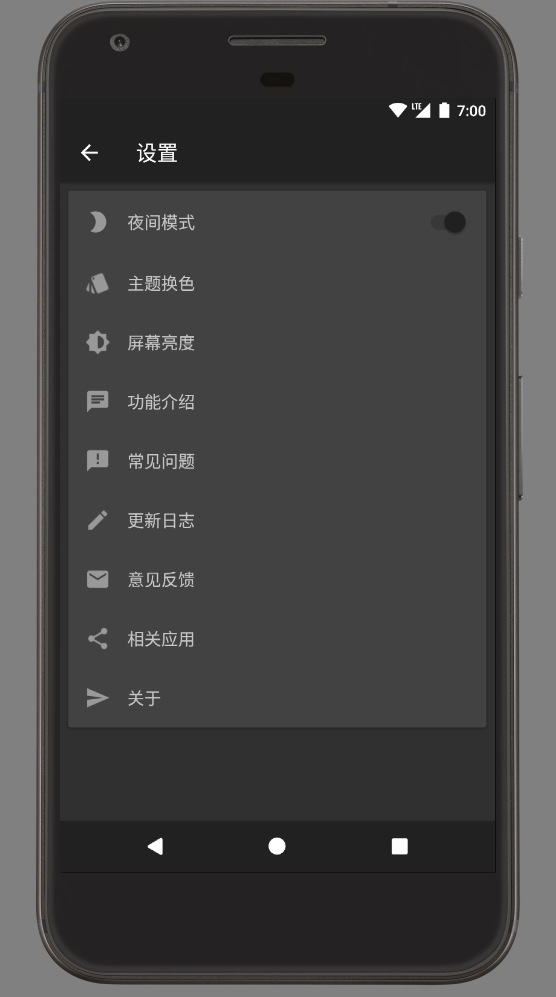 LTE 7:00
设置
夜间模式
主题换色
屏幕亮度
功能介绍
常见问题
更新日志
意见反馈
相关应用
关于